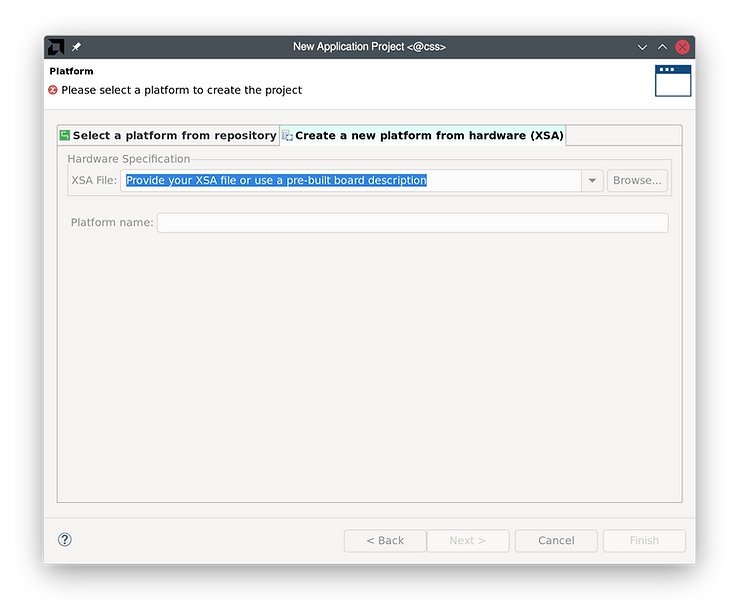 New Application Project <@css>
Platform
Please select a platform to create the project
Select a platform from repository
Create a new platform from hardware (XSA)
Hardware Specification
XSA File: Provide your XSA file or use a pre-built board description Browse...
Platform name:
? < Back Next > Cancel Finish